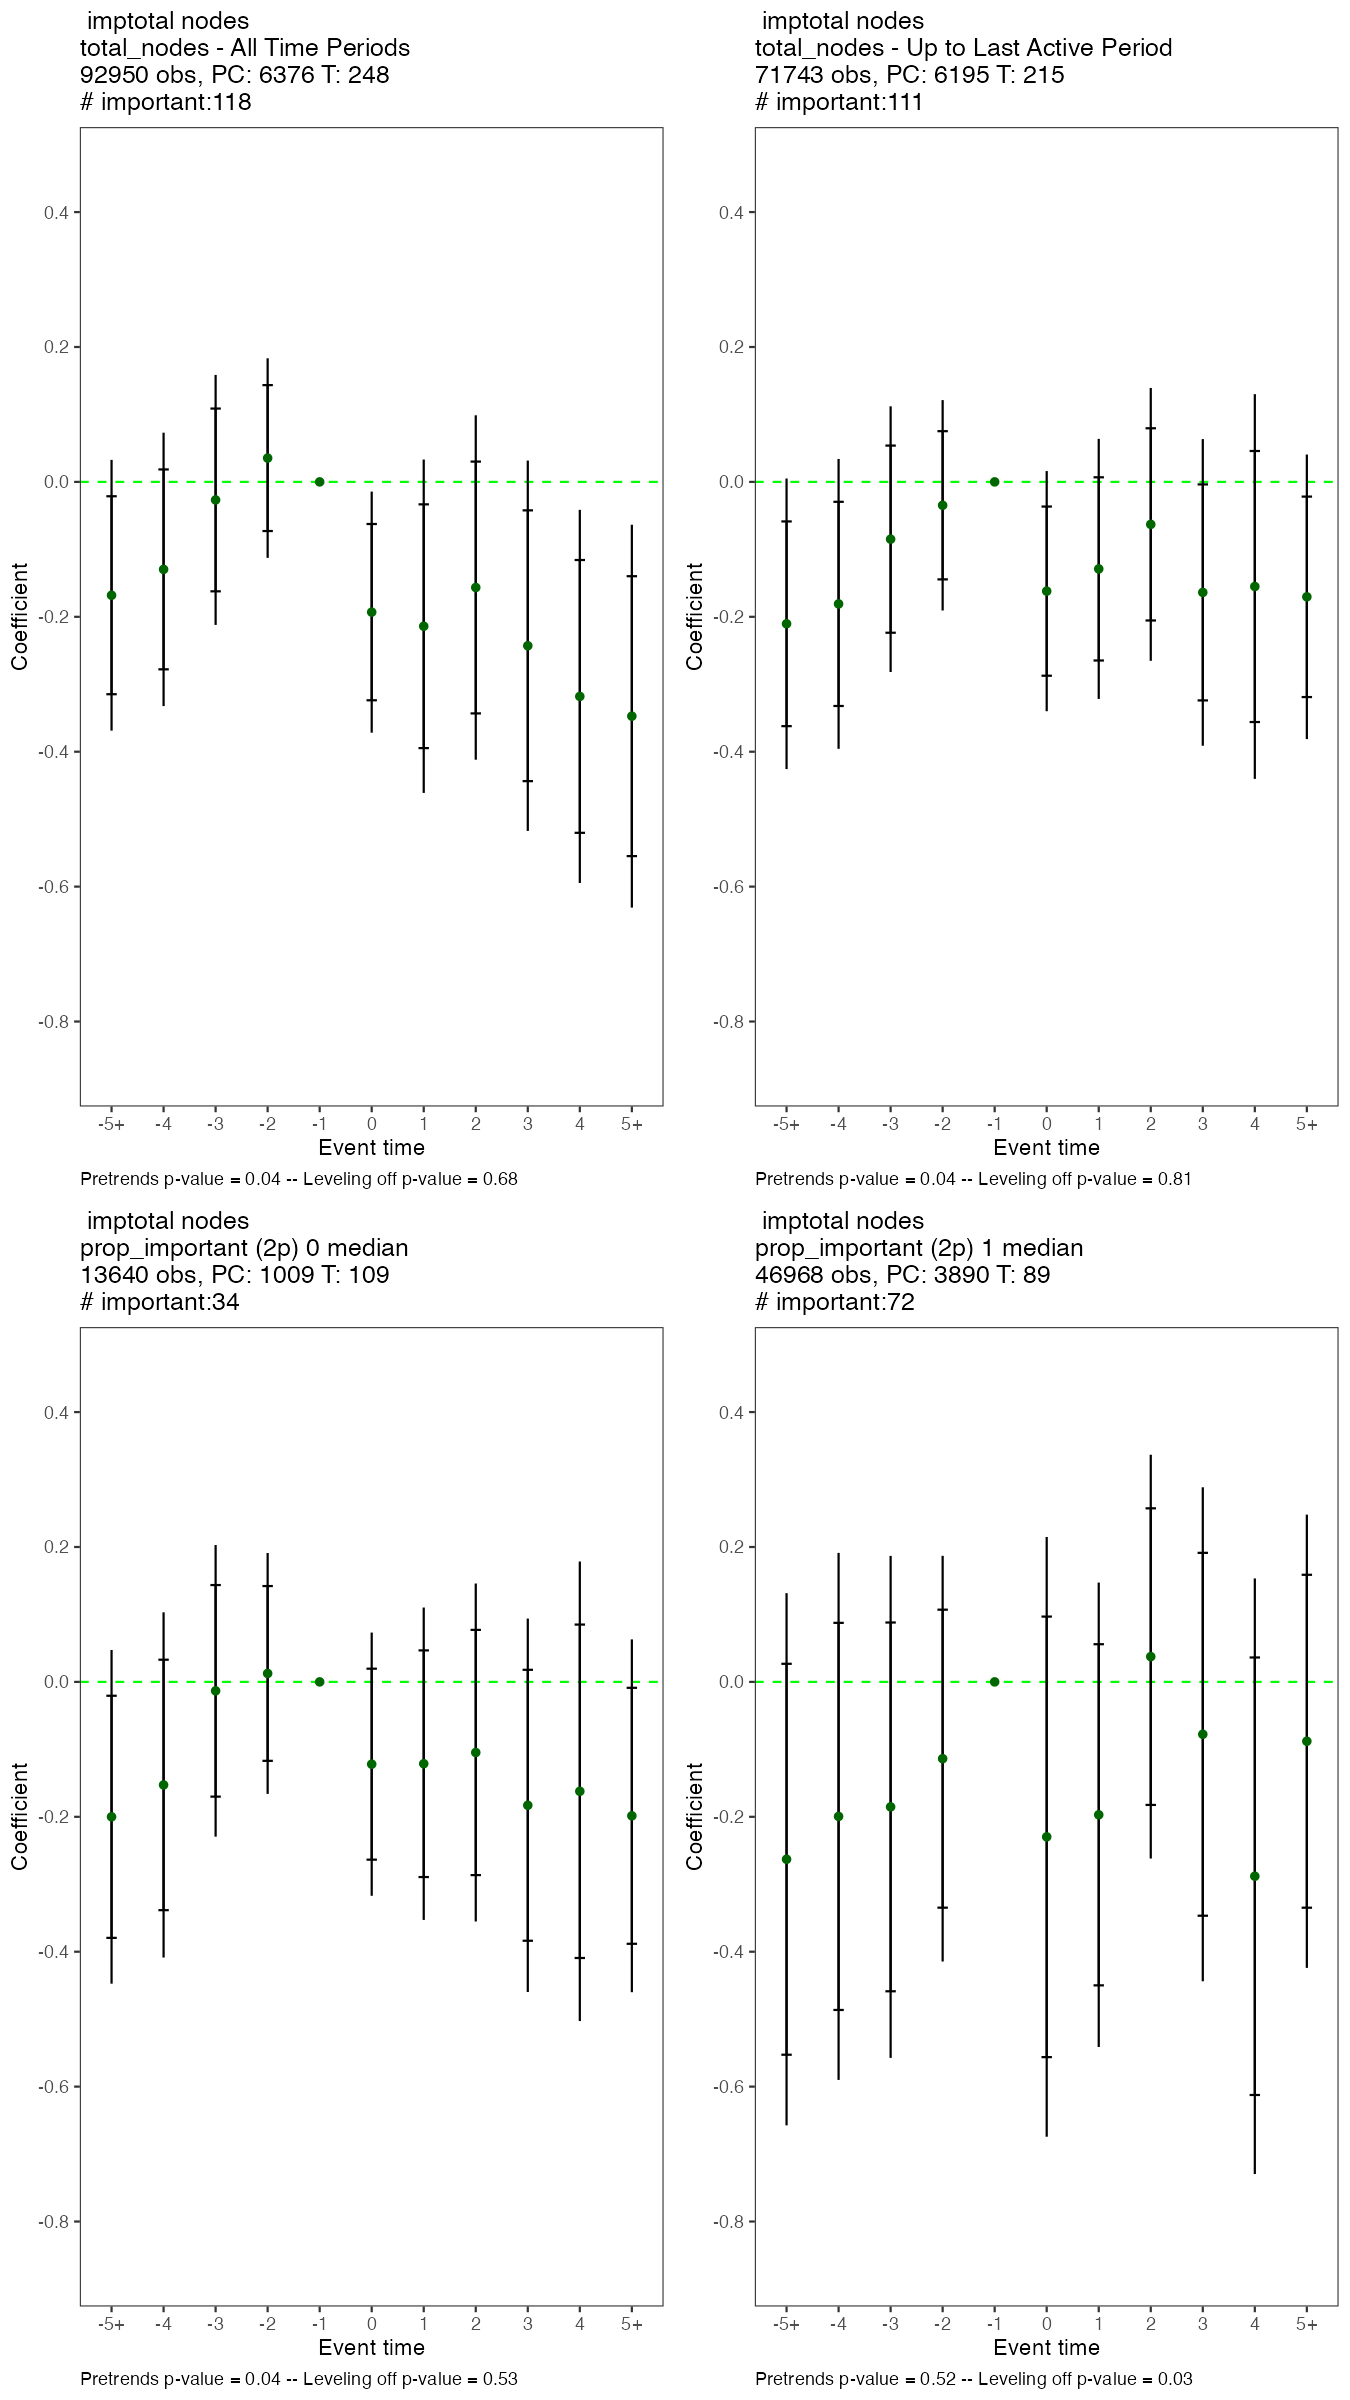 imptotal nodes
total_nodes - All Time Periods
92950 obs, PC: 6376 T: 248
# important:118
0.4
0.2
0.0
-0.2
-0.4
-0.6
-0.8
Coefficient
-5+ -4 -3 -2 -1 0 1 2 3 4 5+
Event time
Pretrends p-value = 0.04 -- Leveling off p-value = 0.68
imptotal nodes
total_nodes - Up to Last Active Period
71743 obs, PC: 6195 T: 215
# important:111
0.4
0.2
0.0
-0.2
-0.4
-0.6
-0.8
Coefficient
-5+ -4 -3 -2 -1 0 1 2 3 4 5+
Event time
Pretrends p-value = 0.04 -- Leveling off p-value = 0.81
imptotal nodes
prop_important (2p) 0 median
13640 obs, PC: 1009 T: 109
# important:34
0.4
0.2
0.0
-0.2
-0.4
-0.6
-0.8
Coefficient
-5+ -4 -3 -2 -1 0 1 2 3 4 5+
Event time
Pretrends p-value = 0.04 -- Leveling off p-value = 0.53
imptotal nodes
prop_important (2p) 1 median
46968 obs, PC: 3890 T: 89
# important:72
0.4
0.2
0.0
-0.2
-0.4
-0.6
-0.8
Coefficient
-5+ -4 -3 -2 -1 0 1 2 3 4 5+
Event time
Pretrends p-value = 0.52 -- Leveling off p-value = 0.03